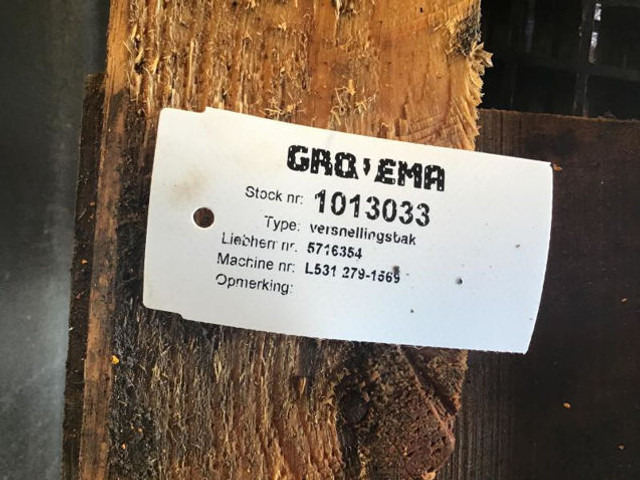 GRO'EMA
Stock nr: 1013033
Type: versnellingsbak
Liebherr nr. 5716354
Machine nr: L531 279-1569
Opmerking: